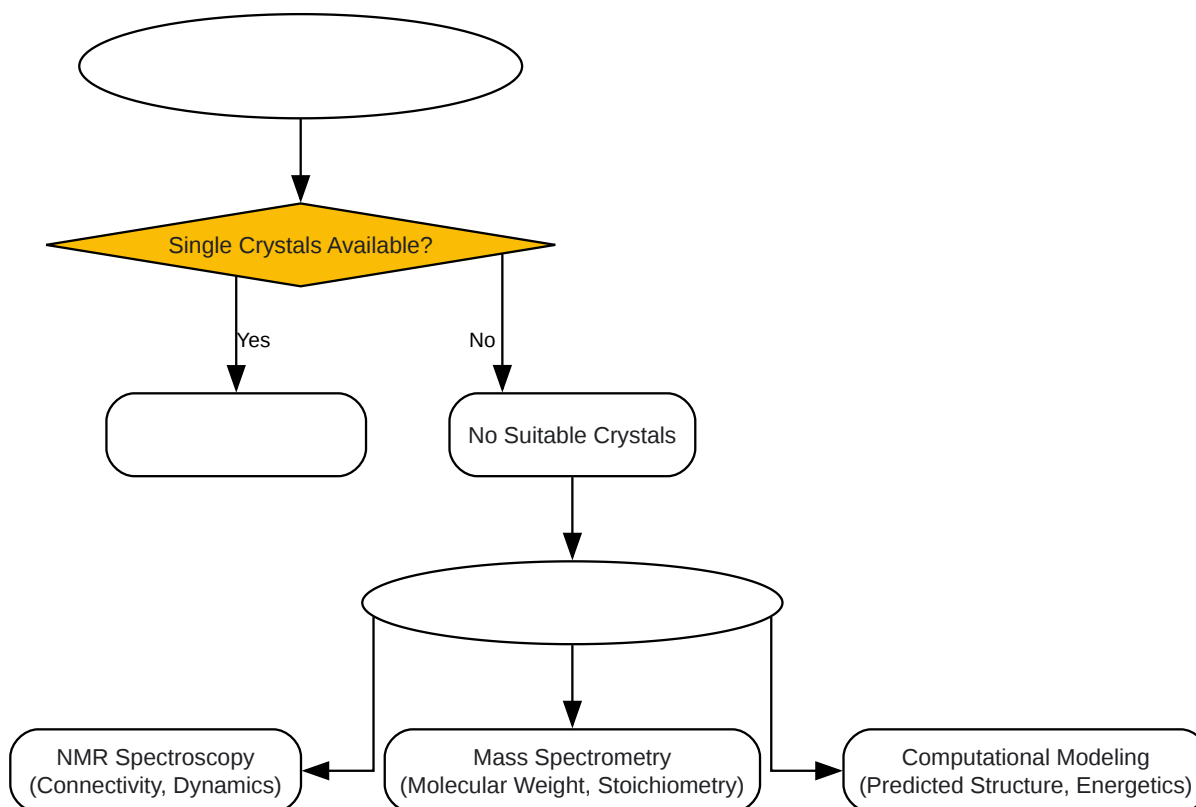 Single Crystals Available?
Yes
No
No Suitable Crystals
NMR Spectroscopy
(Connectivity, Dynamics)
Mass Spectrometry
(Molecular Weight, Stoichiometry)
Computational Modeling
(Predicted Structure, Energetics)